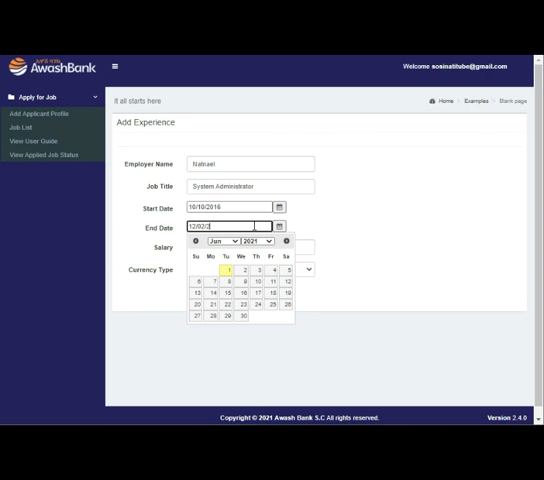 AwashBank
Welcome sosinatitube@gmail.com
Apply for Job
Add Applicant Profile
Job List
View User Guide
View Applied Job Status
It all starts here
Home > Examples > Blank page
Add Experience
Employer Name Natnael
Job Title System Administrator
Start Date 10/10/2016
End Date 12/02/2
Jun 2021
Su Mo Tu We Th Fr Sa
1 2 3 4 5
6 7 8 9 10 11 12
13 14 15 16 17 18 19
20 21 22 23 24 25 26
27 28 29 30
Salary
Currency Type
Copyright © 2021 Awash Bank S.C All rights reserved.
Version 2.4.0